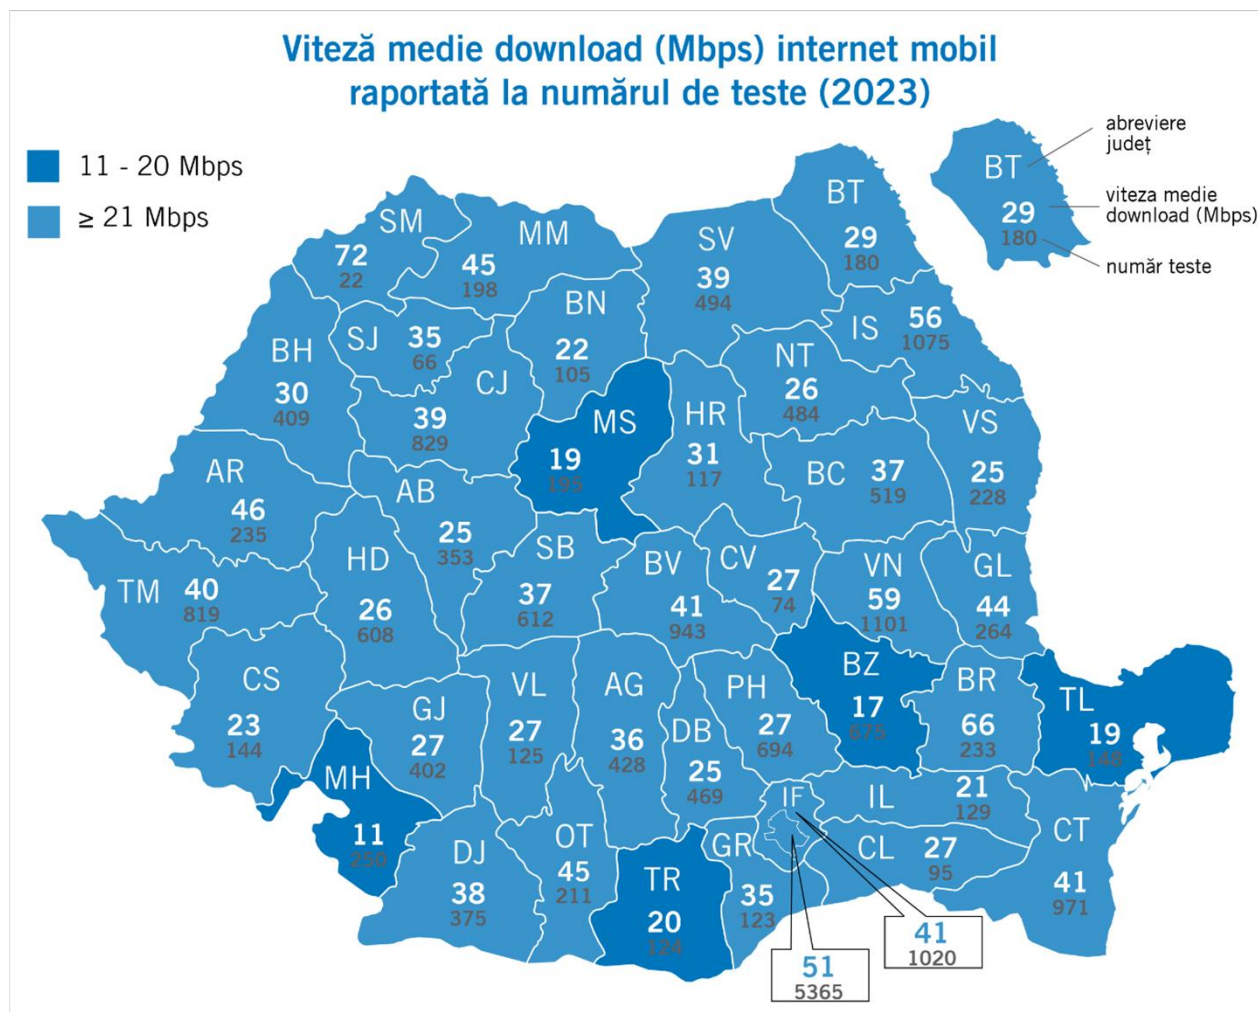 Viteză medie download (Mbps) internet mobil
raportată la numărul de teste (2023)
11 - 20 Mbps
≥ 21 Mbps
BT
29
180
abreviere
județ
viteza medie
download (Mbps)
număr teste
SM
72
22
MM
45
198
SV
39
494
BT
29
180
IS
56
1075
BH
30
409
SJ
35
66
CJ
39
829
BN
22
105
MS
19
195
HR
31
117
NT
26
484
VS
25
228
AR
46
235
AB
25
353
BC
37
519
TM
40
819
HD
26
608
SB
37
612
BV
41
943
CV
27
74
VN
59
1101
GL
44
264
CS
23
144
GJ
27
402
VL
27
125
AG
36
428
DB
25
469
PH
27
694
BZ
17
675
BR
66
233
TL
19
148
MH
11
250
DJ
38
375
OT
45
211
TR
20
124
GR
35
123
IF
IL
21
129
CL
27
95
CT
41
971
41
1020
51
5365